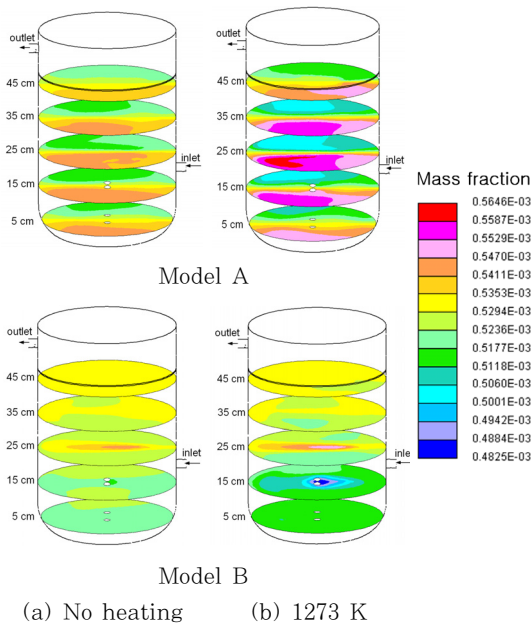 outlet
45 cm
35 cm
25 cm
15 cm
5 cm
inlet
outlet
45 cm
35 cm
25 cm
15 cm
5 cm
inlet
Model A
Mass fraction
0.5646E-03
0.5587E-03
0.5529E-03
0.5470E-03
0.5411E-03
0.5353E-03
0.5294E-03
0.5236E-03
0.5177E-03
0.5118E-03
0.5060E-03
0.5001E-03
0.4942E-03
0.4884E-03
0.4825E-03
outlet
45 cm
35 cm
25 cm
15 cm
5 cm
inlet
outlet
45 cm
35 cm
25 cm
15 cm
5 cm
inle
Model B
(a) No heating
(b) 1273 K